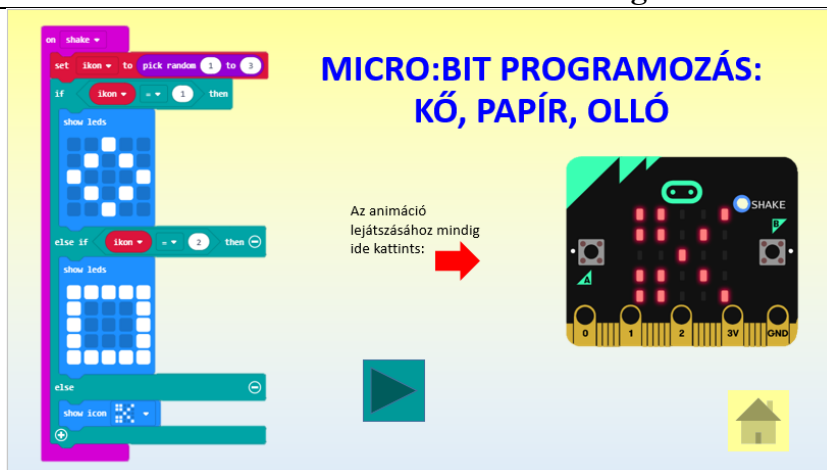 on shake
set ikon to pick random 1 to 3
if ikon = 1 then
show leds
else if ikon = 2 then
show leds
else
show icon
MICRO:BIT PROGRAMOZÁS:
KŐ, PAPÍR, OLLÓ
Az animáció
lejátszásához mindig
ide kattints:
SHAKE
B
A
0 1 2 3V GND